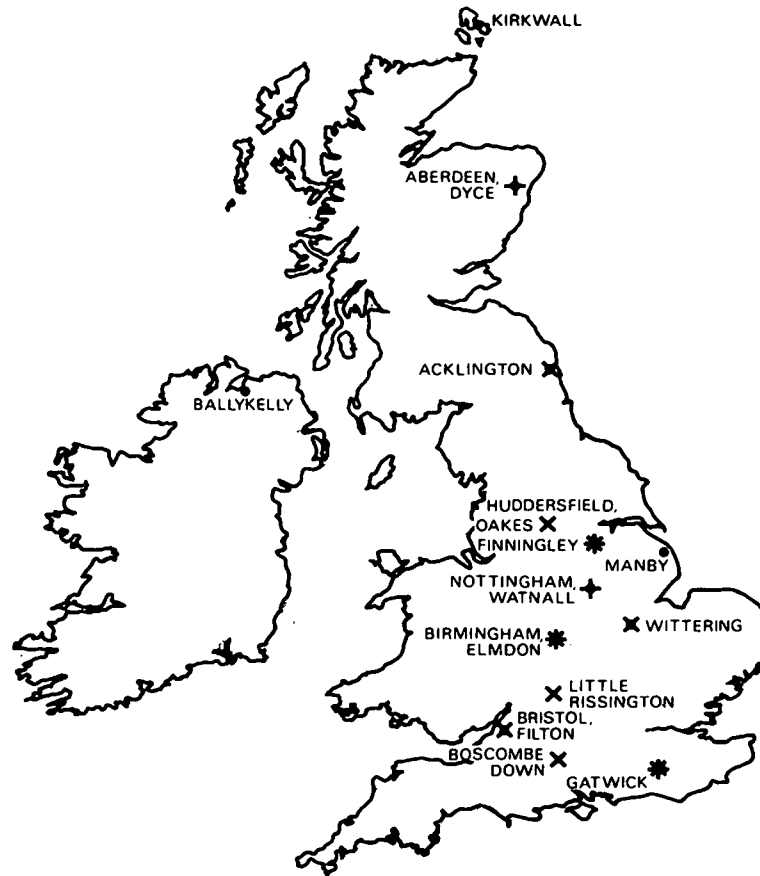 KIRKWALL
ABERDEEN,
DYCE
ACKLINGTON
BALLYKELLY
HUDDERSFIELD,
OAKES
FINNINGLEY
MANBY
NOTTINGHAM,
WATNALL
WITTERING
BIRMINGHAM,
ELMDON
LITTLE
RISSINGTON
BRISTOL,
FILTON
BOSCOMBE
DOWN
GATWICK